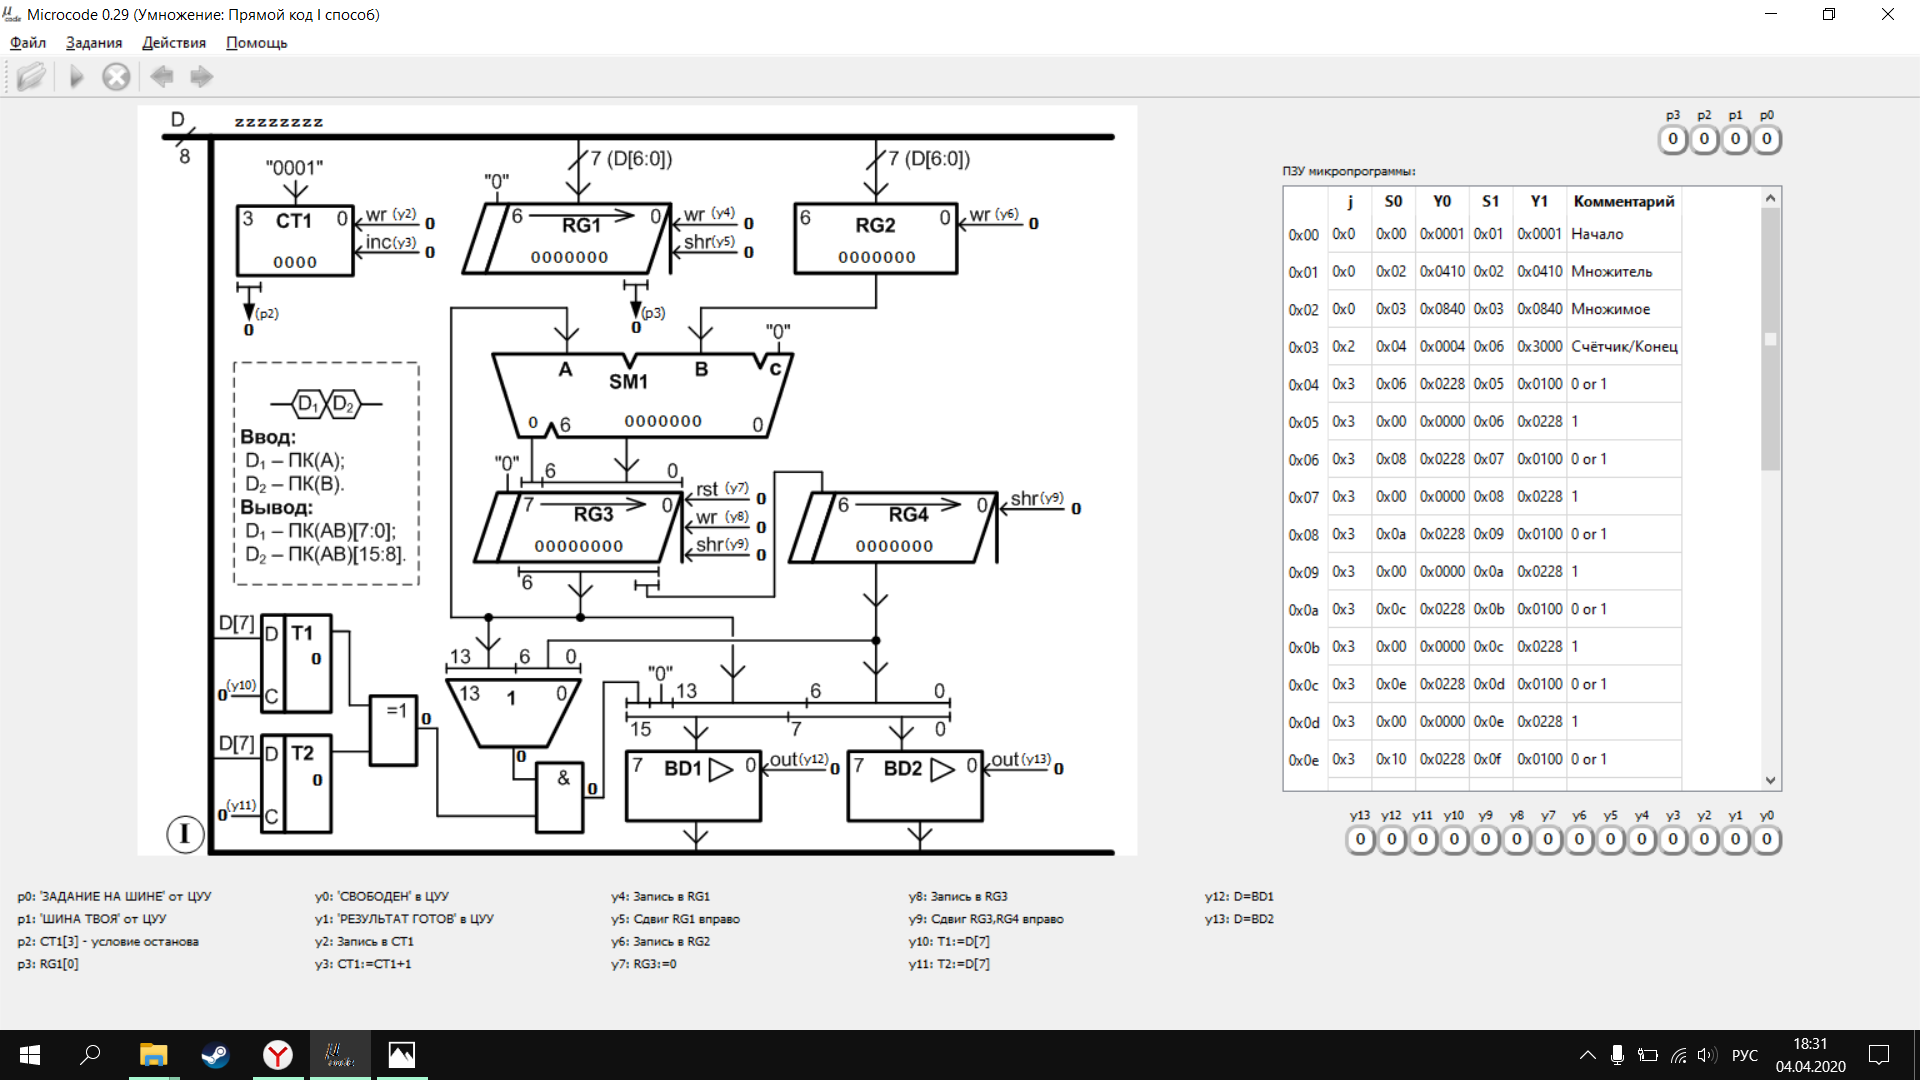 Microcode 0.29 (Умножение: Прямой код I способ)
Файл Задания Действия Помощь
D
zzzzzzzz
8
"0001"
3 CT1 0
0000
wr (y2) 0
inc(y3) 0
(p2)
0
7 (D[6:0])
"0"
6 RG1 0
0000000
wr (y4) 0
shr(y5) 0
(p3)
0
7 (D[6:0])
6 RG2 0
0000000
wr (y6) 0
"0"
A B C
SM1
0 6 0000000 0
D₁ D₂
Ввод:
D₁ – ПК(A);
D₂ – ПК(B).
Вывод:
D₁ – ПК(AB)[7:0];
D₂ – ПК(AB)[15:8].
"0" 6 0
7 RG3 0
00000000
rst (y7) 0
wr (y8) 0
shr(y9) 0
6
6 RG4 0
0000000
shr(y9) 0
D[7] D T1
0
0 (y10) C
D[7] D T2
0
0 (y11) C
=1 0
13 6 0
13 1 0
0
& 0
"0"
13 6 0
15 7 0
7 BD1 0
out(y12) 0
7 BD2 0
out(y13) 0
I
p3 p2 p1 p0
0 0 0 0
ПЗУ микропрограммы:
j S0 Y0 S1 Y1 Комментарий
0x00 0x0 0x00 0x0001 0x01 0x0001 Начало
0x01 0x0 0x02 0x0410 0x02 0x0410 Множитель
0x02 0x0 0x03 0x0840 0x03 0x0840 Множимое
0x03 0x2 0x04 0x0004 0x06 0x3000 Счётчик/Конец
0x04 0x3 0x06 0x0228 0x05 0x0100 0 or 1
0x05 0x3 0x00 0x0000 0x06 0x0228 1
0x06 0x3 0x08 0x0228 0x07 0x0100 0 or 1
0x07 0x3 0x00 0x0000 0x08 0x0228 1
0x08 0x3 0x0a 0x0228 0x09 0x0100 0 or 1
0x09 0x3 0x00 0x0000 0x0a 0x0228 1
0x0a 0x3 0x0c 0x0228 0x0b 0x0100 0 or 1
0x0b 0x3 0x00 0x0000 0x0c 0x0228 1
0x0c 0x3 0x0e 0x0228 0x0d 0x0100 0 or 1
0x0d 0x3 0x00 0x0000 0x0e 0x0228 1
0x0e 0x3 0x10 0x0228 0x0f 0x0100 0 or 1
y13 y12 y11 y10 y9 y8 y7 y6 y5 y4 y3 y2 y1 y0
0 0 0 0 0 0 0 0 0 0 0 0 0 0
p0: 'ЗАДАНИЕ НА ШИНЕ' от ЦУУ
p1: 'ШИНА ТВОЯ' от ЦУУ
p2: CT1[3] - условие останова
p3: RG1[0]
y0: 'СВОБОДЕН' в ЦУУ
y1: 'РЕЗУЛЬТАТ ГОТОВ' в ЦУУ
y2: Запись в CT1
y3: CT1:=CT1+1
y4: Запись в RG1
y5: Сдвиг RG1 вправо
y6: Запись в RG2
y7: RG3:=0
y8: Запись в RG3
y9: Сдвиг RG3,RG4 вправо
y10: T1:=D[7]
y11: T2:=D[7]
y12: D=BD1
y13: D=BD2
РУС
18:31
04.04.2020